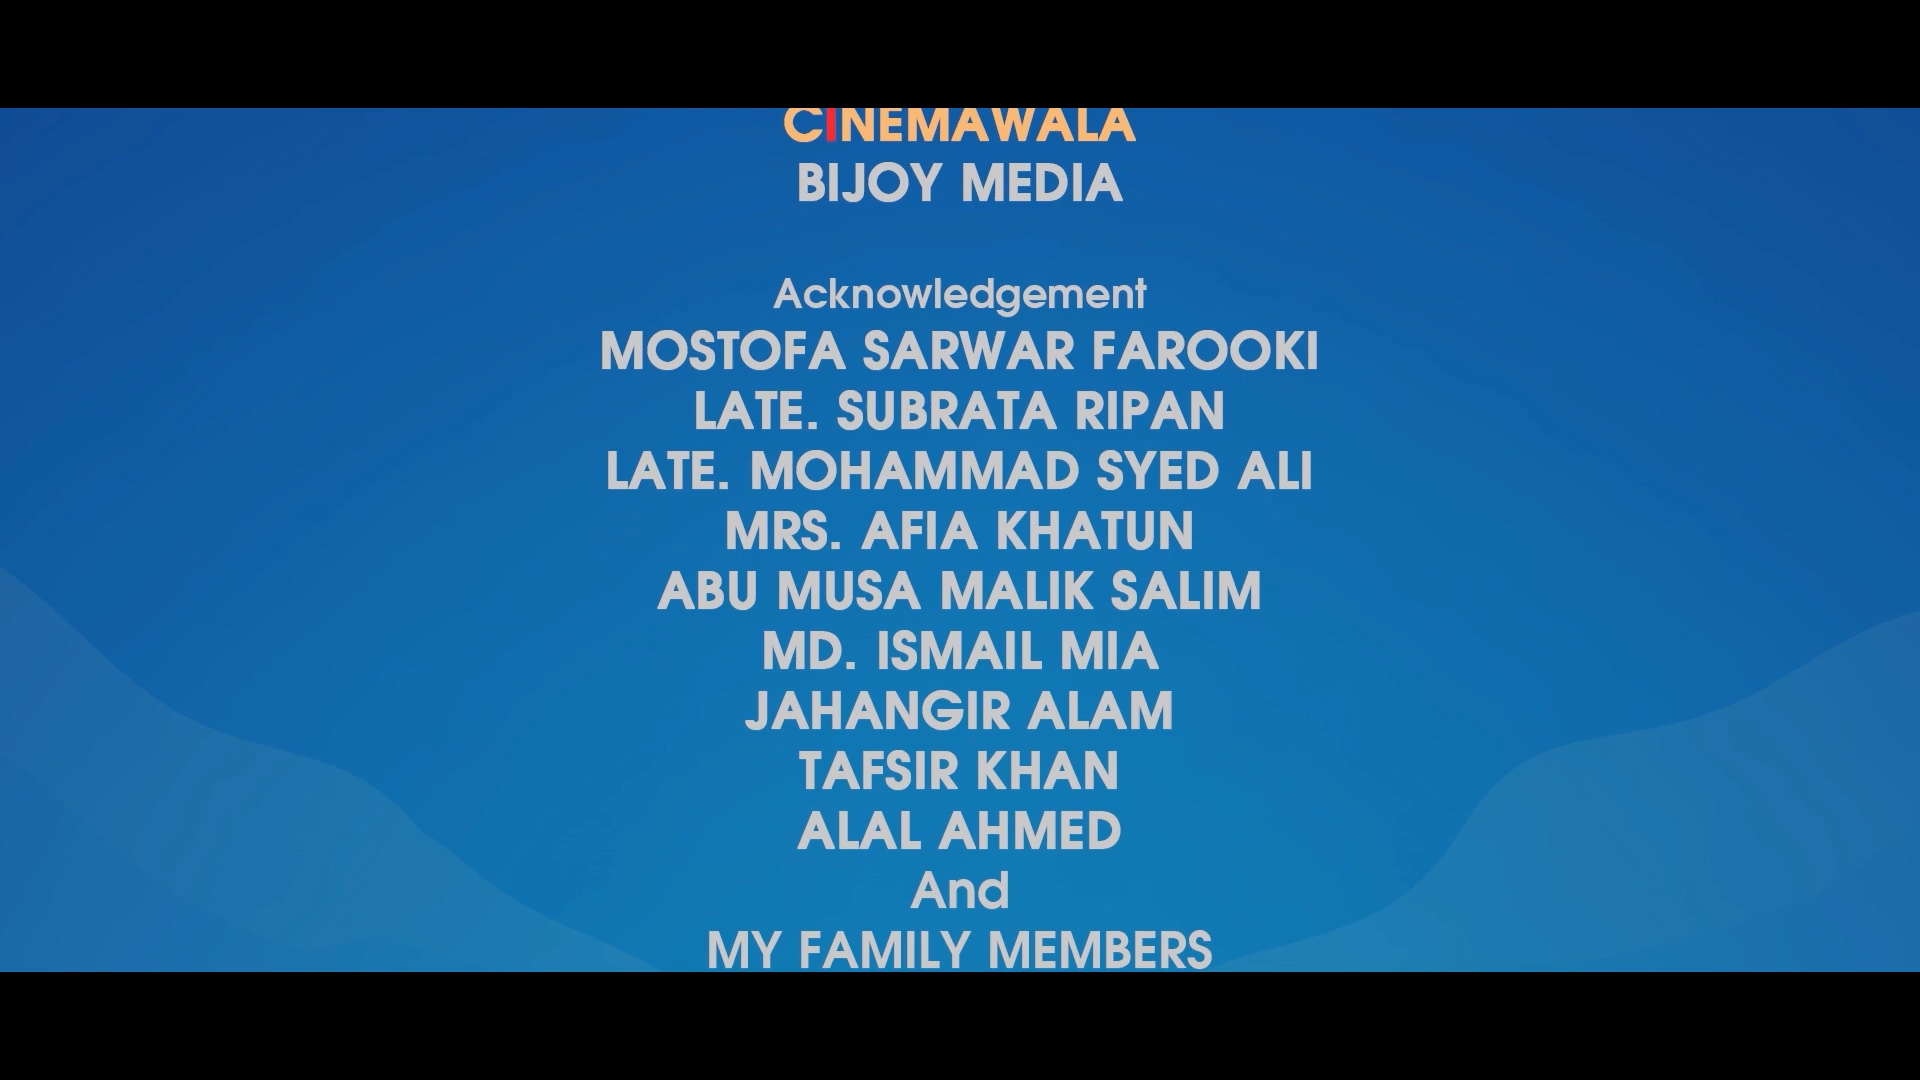 CINEMAWALA
BIJOY MEDIA
Acknowledgement
MOSTOFA SARWAR FAROOKI
LATE. SUBRATA RIPAN
LATE. MOHAMMAD SYED ALI
MRS. AFIA KHATUN
ABU MUSA MALIK SALIM
MD. ISMAIL MIA
JAHANGIR ALAM
TAFSIR KHAN
ALAL AHMED
And
MY FAMILY MEMBERS